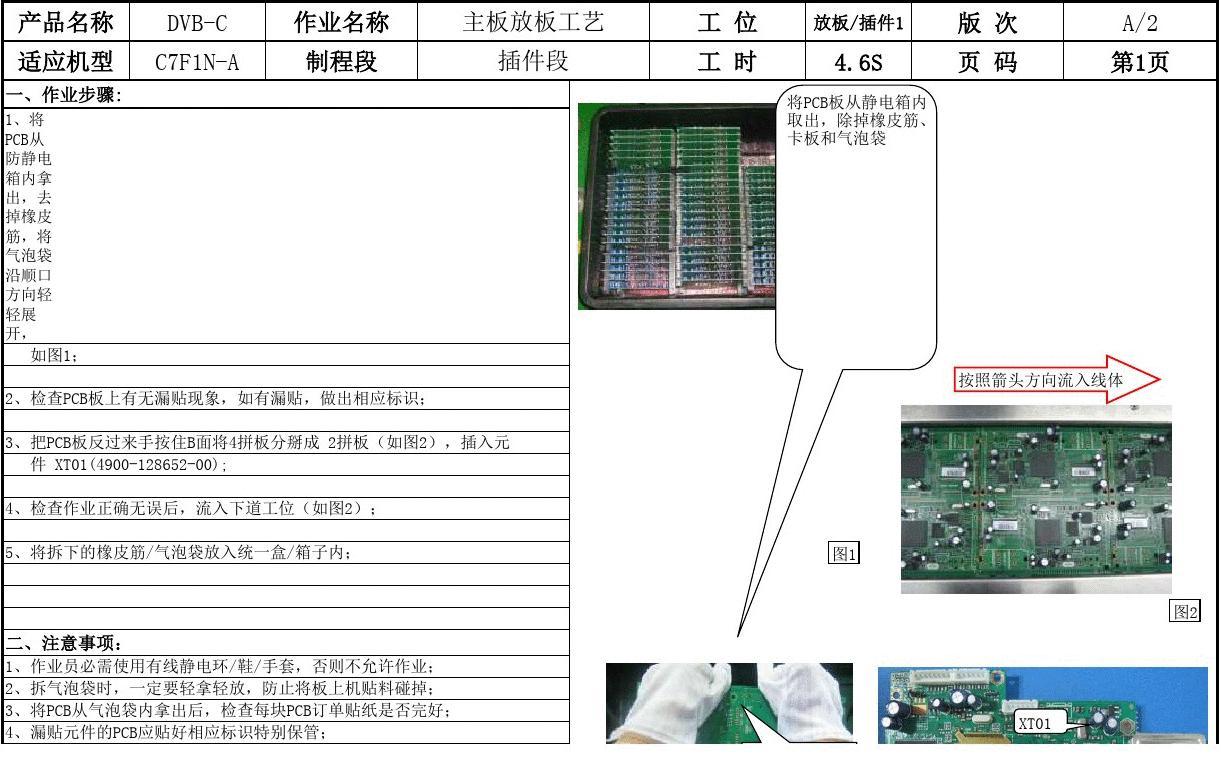 产品名称 DVB-C 作业名称 主板放板工艺 工 位 放板/插件1 版 次 A/2
适应机型 C7F1N-A 制程段 插件段 工 时 4.6S 页 码 第1页
一、作业步骤:
1、将
PCB从
防静电
箱内拿
出，去
掉橡皮
筋，将
气泡袋
沿顺口
方向轻
轻展
开，
如图1；
2、检查PCB板上有无漏贴现象，如有漏贴，做出相应标识；
3、把PCB板反过来手按住B面将4拼板分掰成 2拼板（如图2），插入元
件 XT01(4900-128652-00);
4、检查作业正确无误后，流入下道工位（如图2）；
5、将拆下的橡皮筋/气泡袋放入统一盒/箱子内；
二、注意事项：
1、作业员必需使用有线静电环/鞋/手套，否则不允许作业；
2、拆气泡袋时，一定要轻拿轻放，防止将板上机贴料碰掉；
3、将PCB从气泡袋内拿出后，检查每块PCB订单贴纸是否完好；
4、漏贴元件的PCB应贴好相应标识特别保管；
将PCB板从静电箱内
取出，除掉橡皮筋、
卡板和气泡袋
按照箭头方向流入线体
图1
图2
XT01